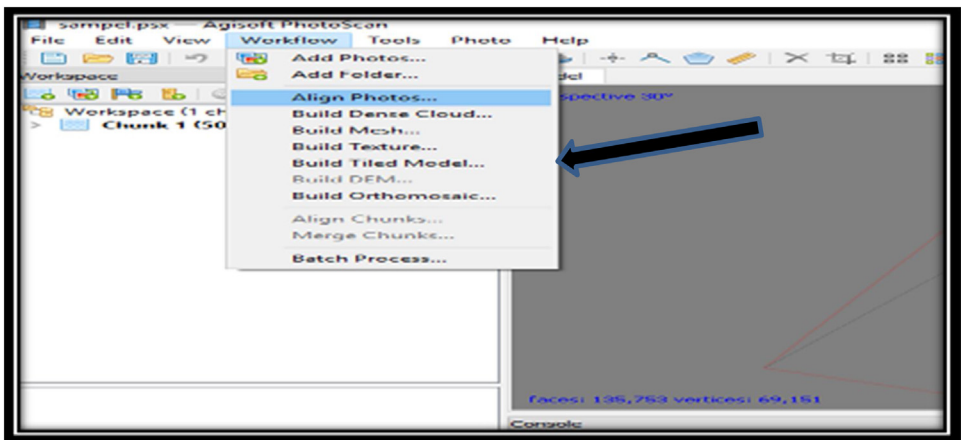 sampel.psx — Agisoft PhotoScan
File Edit View Workflow Tools Photo Help
Add Photos...
Workspace
Add Folder...
Align Photos...
spective 30°
Workspace (1 ch
Build Dense Cloud...
Chunk 1 (50
Build Mesh...
Build Texture...
Build Tiled Model...
Build DEM...
Build Orthomosaic...
Align Chunks...
Merge Chunks...
Batch Process...
faces: 135,753 vertices: 69,151
Console